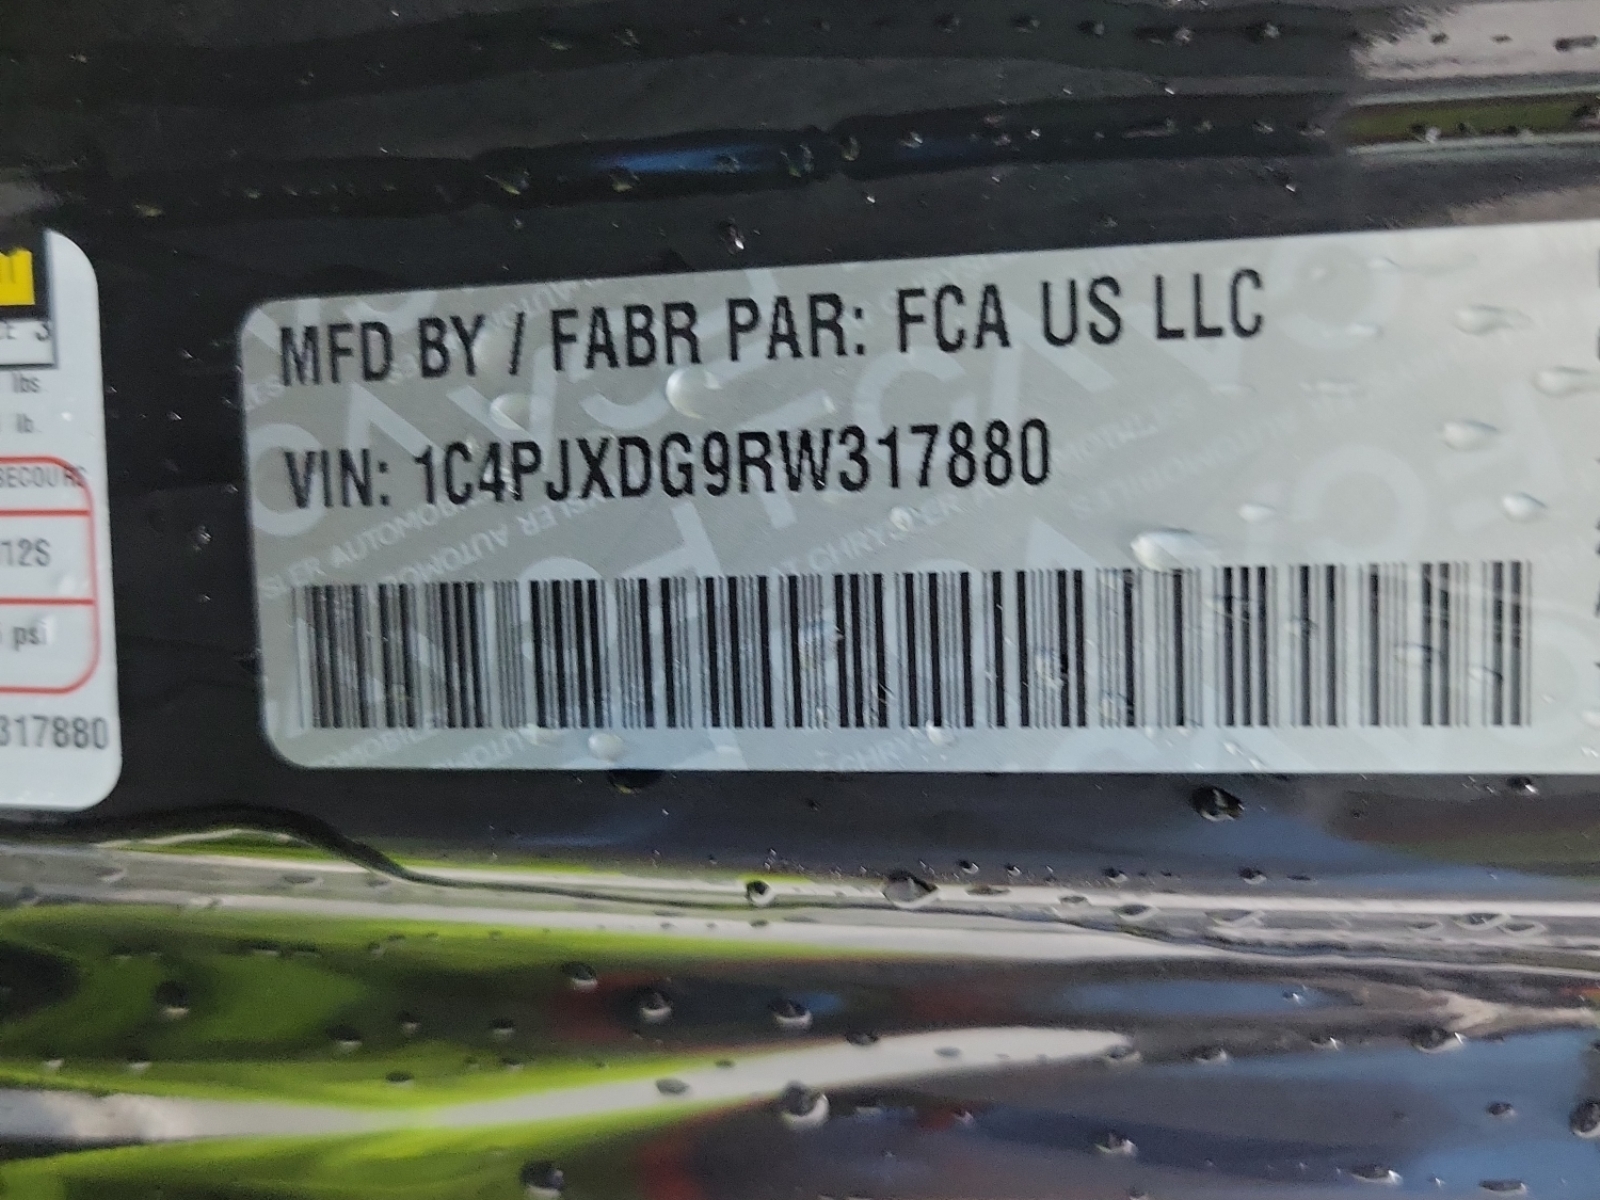 MFD BY / FABR PAR: FCA US LLC
VIN: 1C4PJXDG9RW317880
lbs
lb.
SECOURS
12S
psi
317880